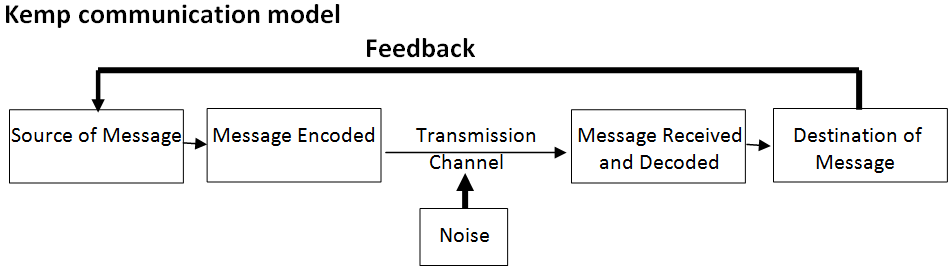 Kemp communication model
Feedback
Source of Message
Message Encoded
Transmission
Channel
Message Received
and Decoded
Destination of
Message
Noise